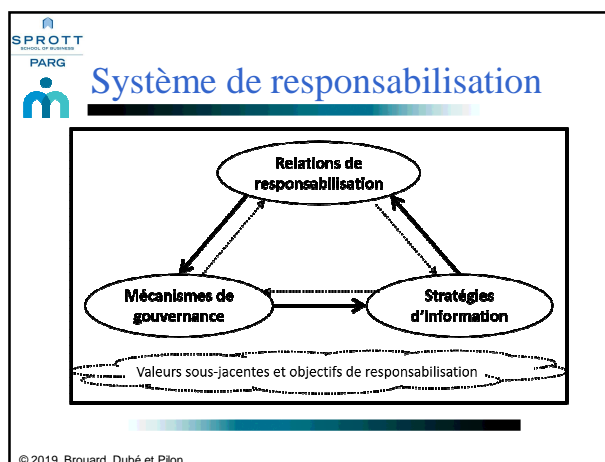 SPROTT
SCHOOL OF BUSINESS
PARG
Système de responsabilisation
Relations de
responsabilisation
Mécanismes de
gouvernance
Stratégies
d'information
Valeurs sous-jacentes et objectifs de responsabilisation
© 2019, Brouard, Dubé et Pilon